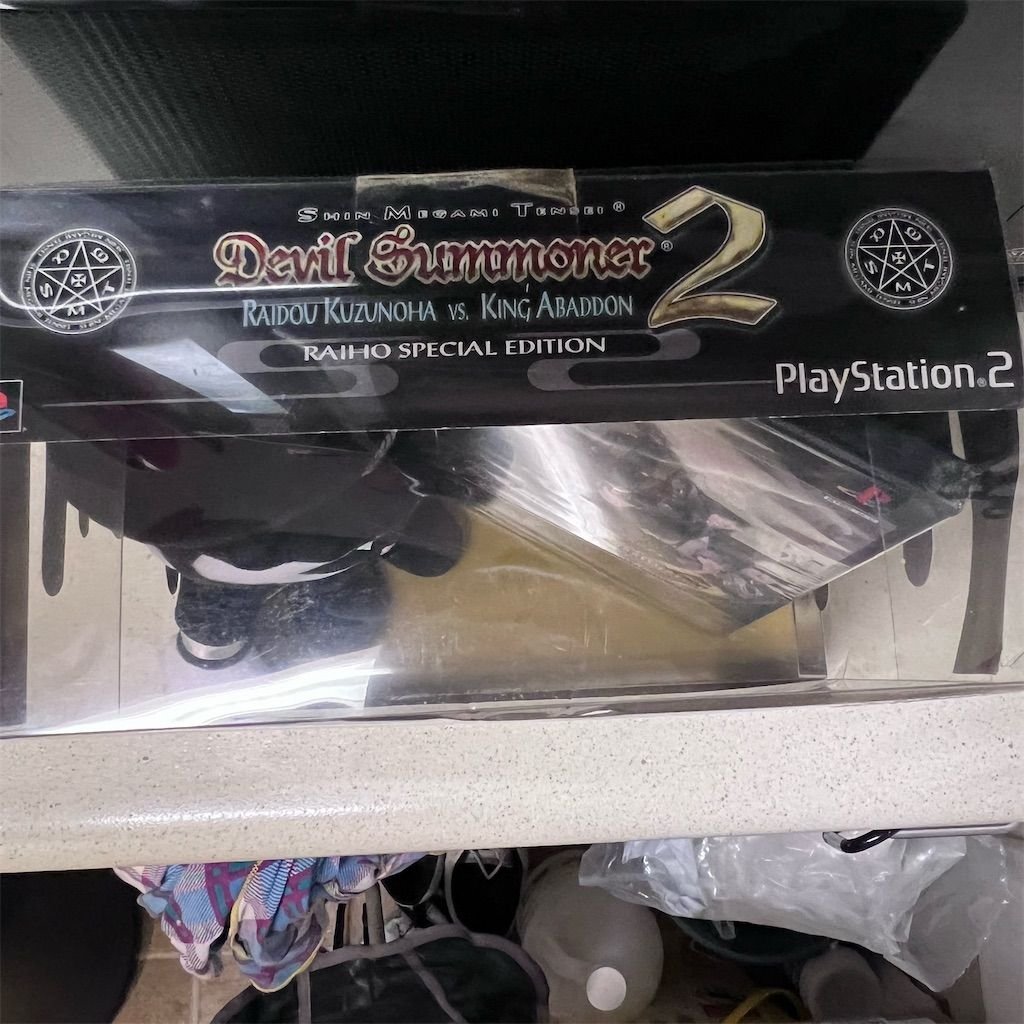 SHIN MEGAMI TENSEI®
Devil Summoner® 2
RAIDOU KUZUNOHA VS. KING ABADDON
RAIHO SPECIAL EDITION
PlayStation®2